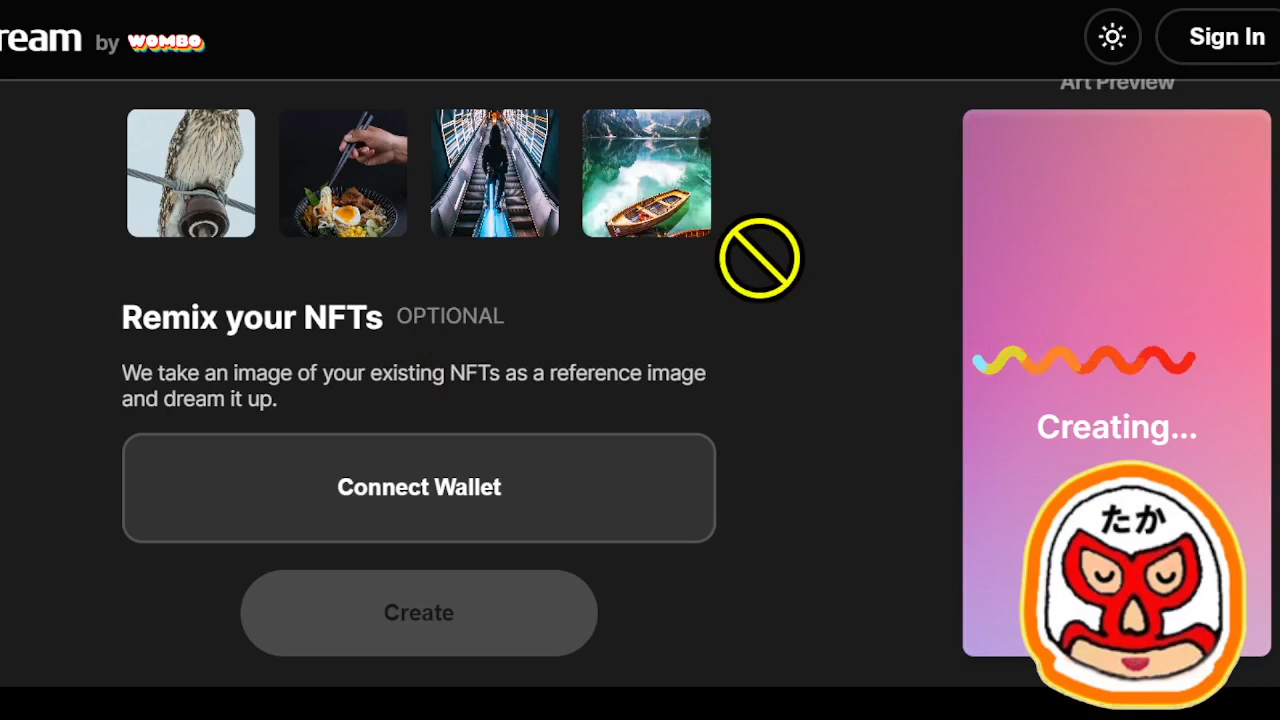 ream by WOMBO
Sign In
Art Preview
Remix your NFTs OPTIONAL
We take an image of your existing NFTs as a reference image
and dream it up.
Connect Wallet
Create
Creating...
たか